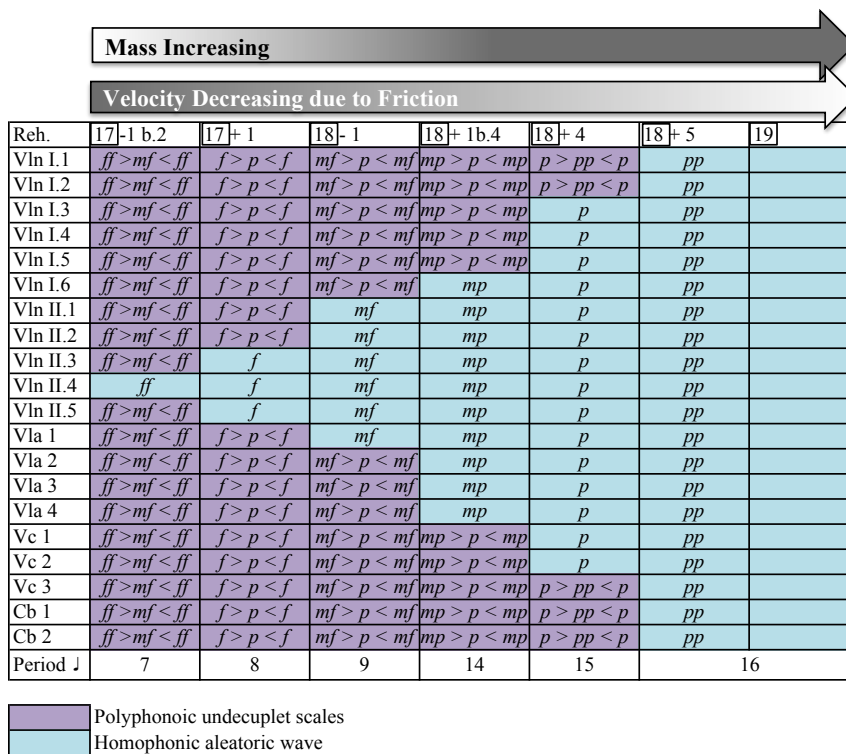 Mass Increasing
Velocity Decreasing due to Friction
Reh. 17 -1 b.2 17 + 1 18 - 1 18 + 1b.4 18 + 4 18 + 5 19
Vln I.1 ff >mf < ff f > p < f mf > p < mf mp > p < mp p > pp < p pp
Vln I.2 ff >mf < ff f > p < f mf > p < mf mp > p < mp p > pp < p pp
Vln I.3 ff >mf < ff f > p < f mf > p < mf mp > p < mp p pp
Vln I.4 ff >mf < ff f > p < f mf > p < mf mp > p < mp p pp
Vln I.5 ff >mf < ff f > p < f mf > p < mf mp > p < mp p pp
Vln I.6 ff >mf < ff f > p < f mf > p < mf mp p pp
Vln II.1 ff >mf < ff f > p < f mf mp p pp
Vln II.2 ff >mf < ff f > p < f mf mp p pp
Vln II.3 ff >mf < ff f mf mp p pp
Vln II.4 ff f mf mp p pp
Vln II.5 ff >mf < ff f mf mp p pp
Vla 1 ff >mf < ff f > p < f mf mp p pp
Vla 2 ff >mf < ff f > p < f mf > p < mf mp p pp
Vla 3 ff >mf < ff f > p < f mf > p < mf mp p pp
Vla 4 ff >mf < ff f > p < f mf > p < mf mp p pp
Vc 1 ff >mf < ff f > p < f mf > p < mf mp > p < mp p pp
Vc 2 ff >mf < ff f > p < f mf > p < mf mp > p < mp p pp
Vc 3 ff >mf < ff f > p < f mf > p < mf mp > p < mp p > pp < p pp
Cb 1 ff >mf < ff f > p < f mf > p < mf mp > p < mp p > pp < p pp
Cb 2 ff >mf < ff f > p < f mf > p < mf mp > p < mp p > pp < p pp
Period ♩ 7 8 9 14 15 16
Polyphonoic undecuplet scales
Homophonic aleatoric wave